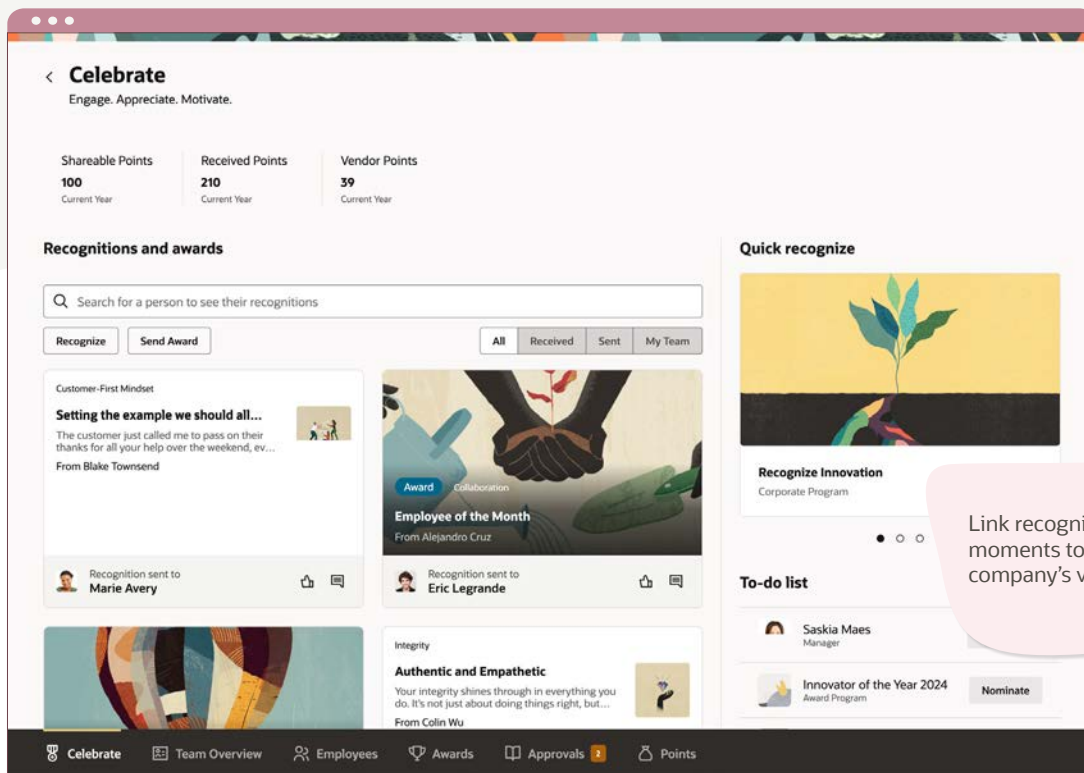 Celebrate
Engage. Appreciate. Motivate.
Shareable Points
100
Current Year
Received Points
210
Current Year
Vendor Points
39
Current Year
Recognitions and awards
Search for a person to see their recognitions
Recognize
Send Award
All
Received
Sent
My Team
Customer-First Mindset
Setting the example we should all...
The customer just called me to pass on their
thanks for all your help over the weekend, ev...
From Blake Townsend
Recognition sent to
Marie Avery
Award
Collaboration
Employee of the Month
From Alejandro Cruz
Recognition sent to
Eric Legrande
Integrity
Authentic and Empathetic
Your integrity shines through in everything you
do. It's not just about doing things right, but...
From Colin Wu
Quick recognize
Recognize Innovation
Corporate Program
Link
moments to
company's
To-do list
Saskia Maes
Manager
Innovator of the Year 2024
Award Program
Nominate
Celebrate
Team Overview
Employees
Awards
Approvals 2
Points